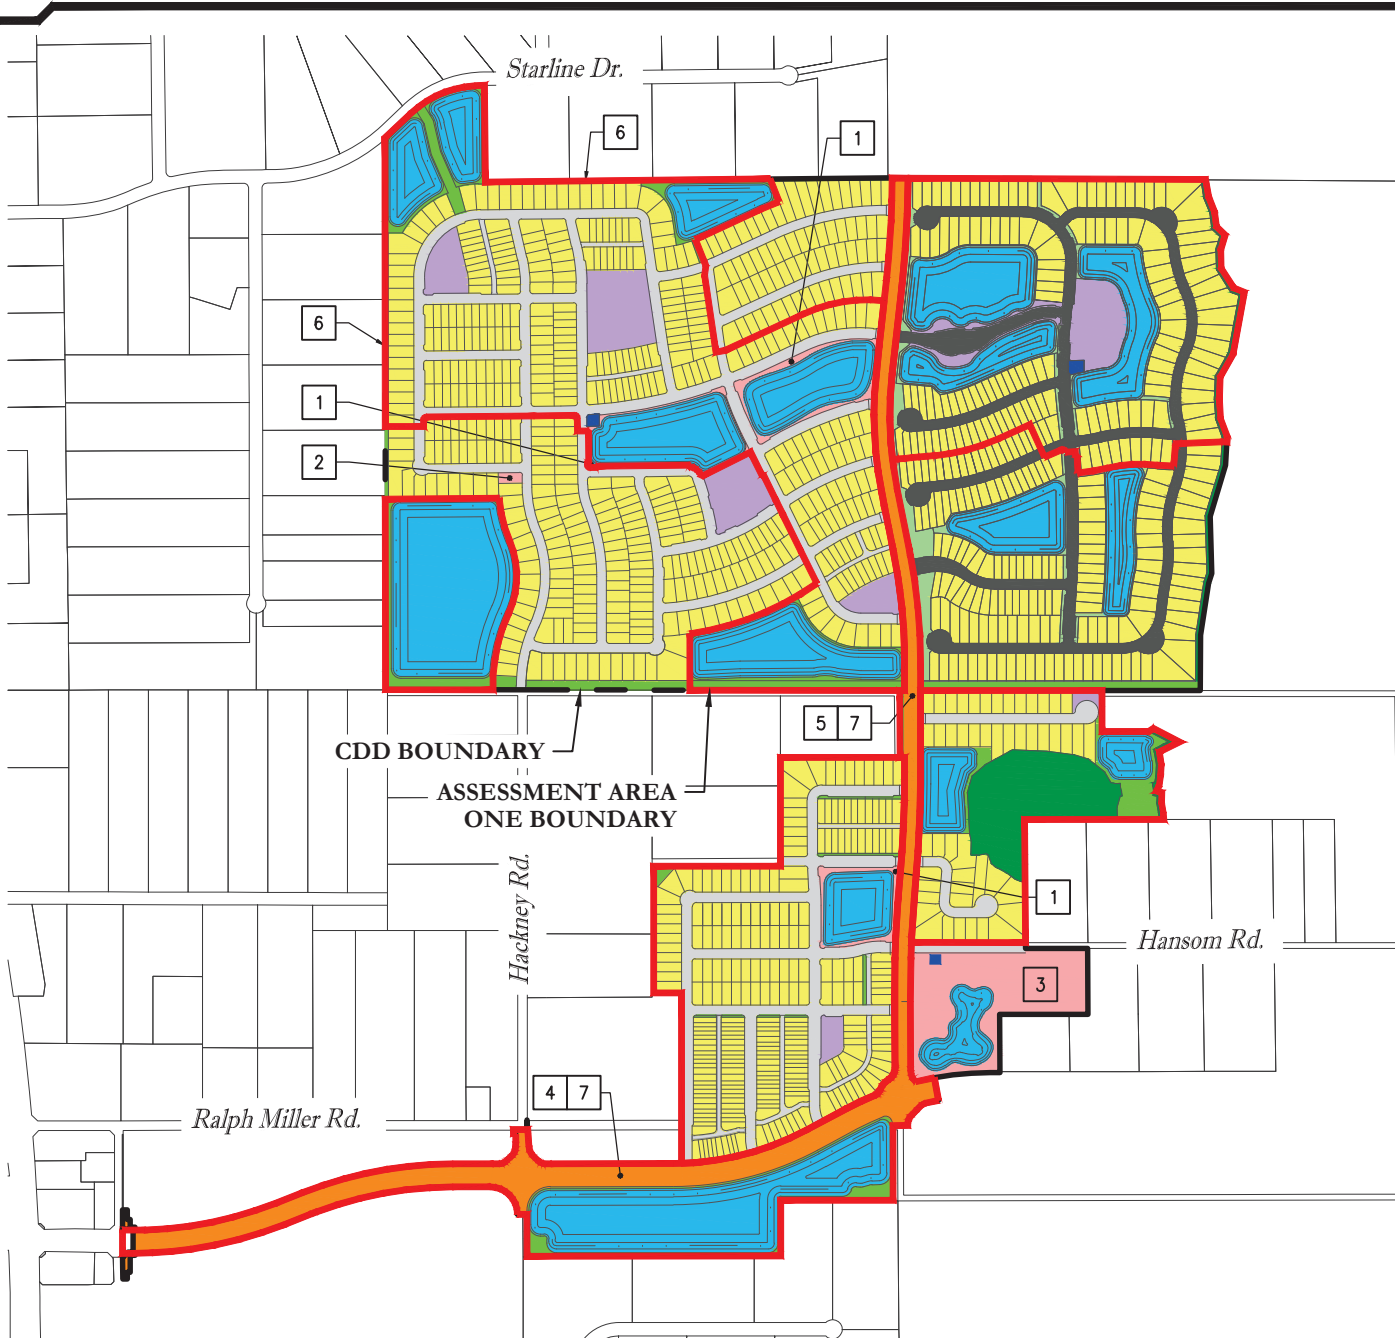 Starline Dr.
6
1
6
1
2
5 7
CDD BOUNDARY
ASSESSMENT AREA
ONE BOUNDARY
Hackney Rd.
1
Hansom Rd.
3
4 7
Ralph Miller Rd.